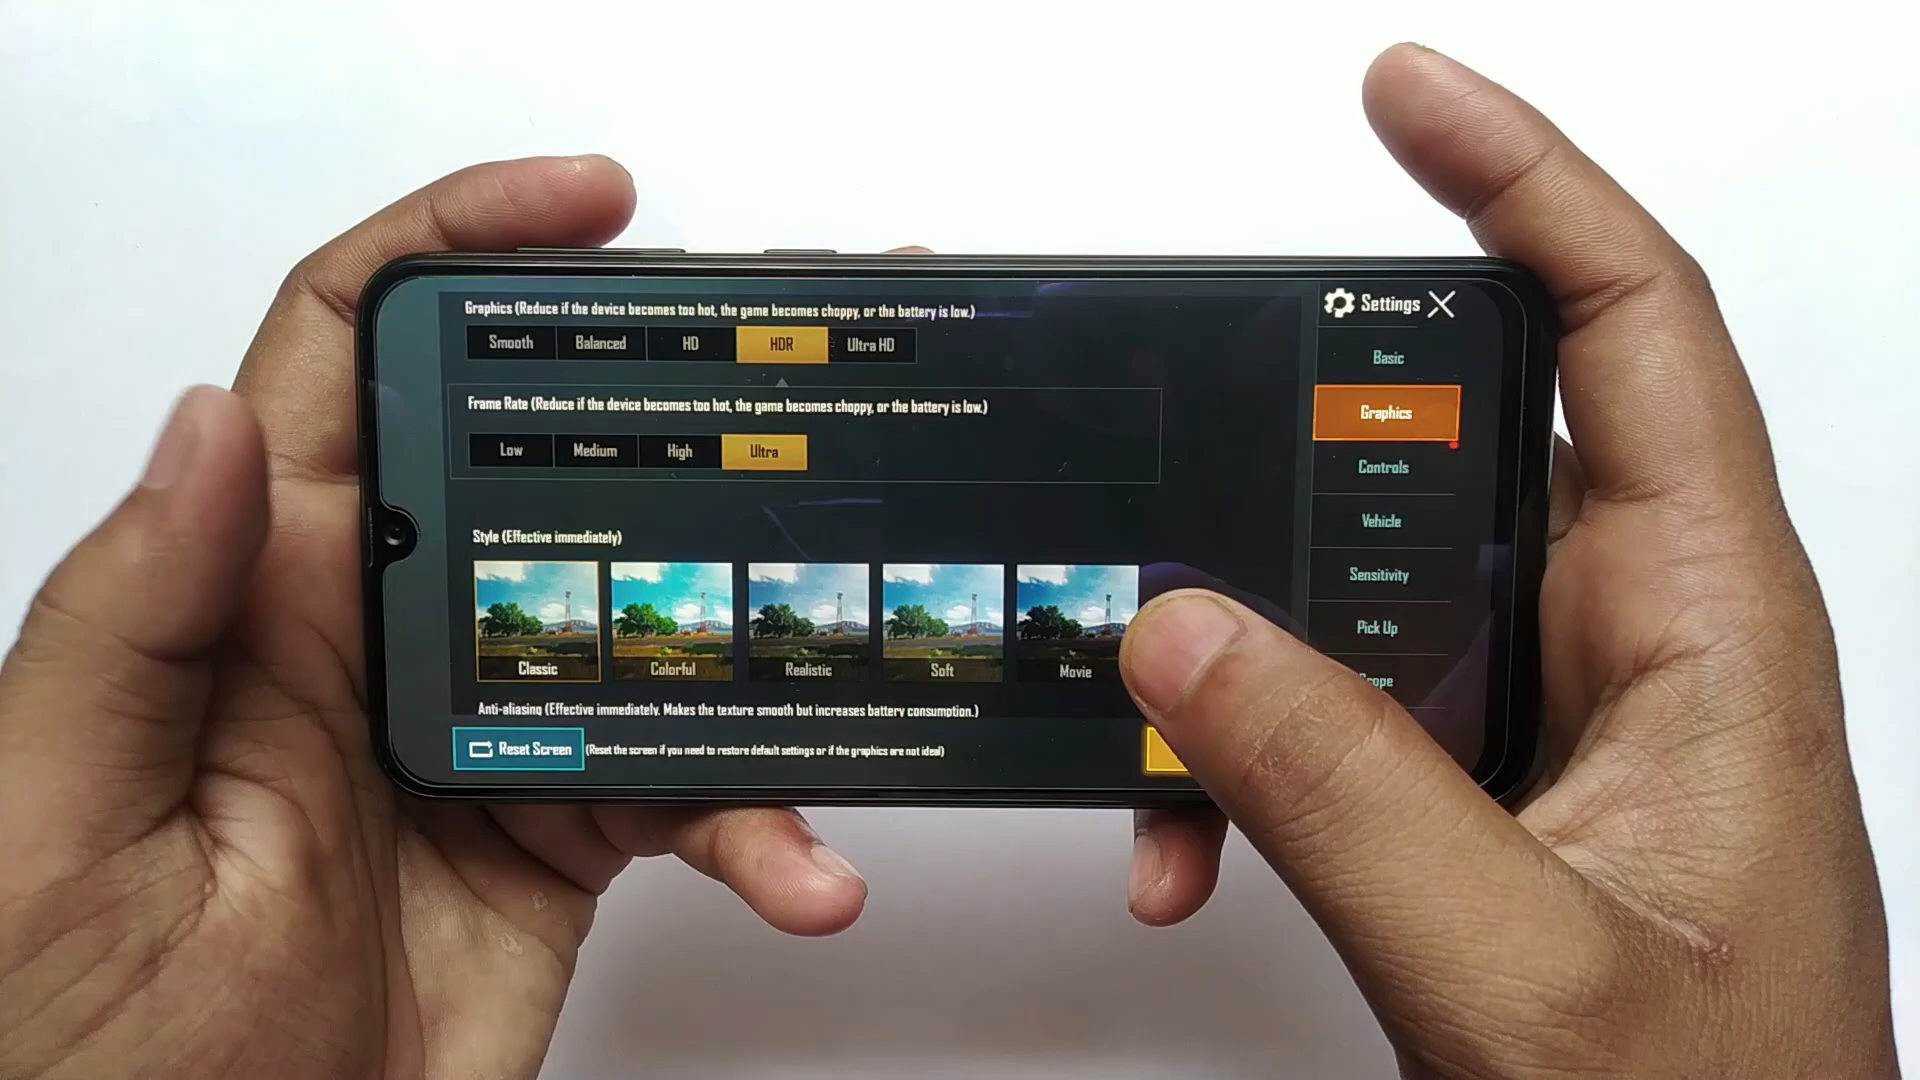 Graphics (Reduce if the device becomes too hot, the game becomes choppy, or the battery is low.)
Smooth Balanced HD HDR Ultra HD
Frame Rate (Reduce if the device becomes too hot, the game becomes choppy, or the battery is low.)
Low Medium High Ultra
Style (Effective immediately)
Classic Colorful Realistic Soft Movie
Anti-aliasing (Effective immediately. Makes the texture smooth but increases battery consumption.)
Reset Screen (Reset the screen if you need to restore default settings or if the graphics are not ideal)
Settings
Basic
Graphics
Controls
Vehicle
Sensitivity
Pick Up